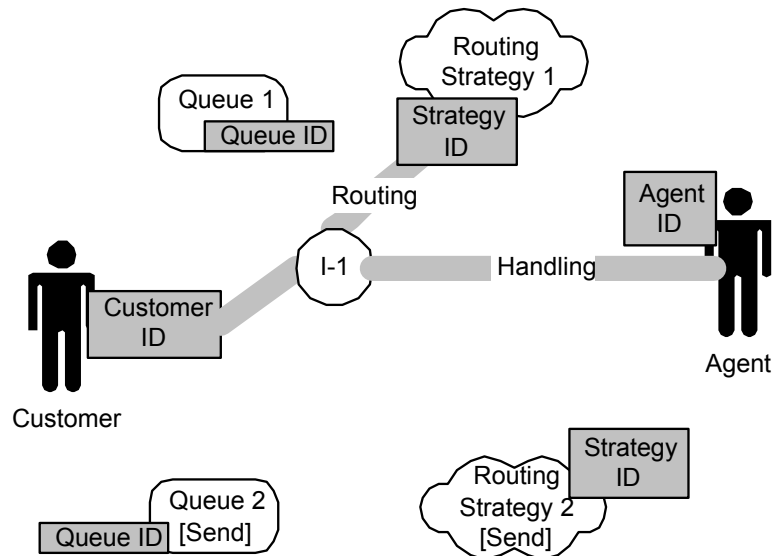 Routing
Strategy 1
Queue 1
Queue ID
Strategy
ID
Routing
Agent
ID
I-1
Handling
Customer
ID
Agent
Customer
Strategy
ID
Routing
Strategy 2
[Send]
Queue 2
[Send]
Queue ID